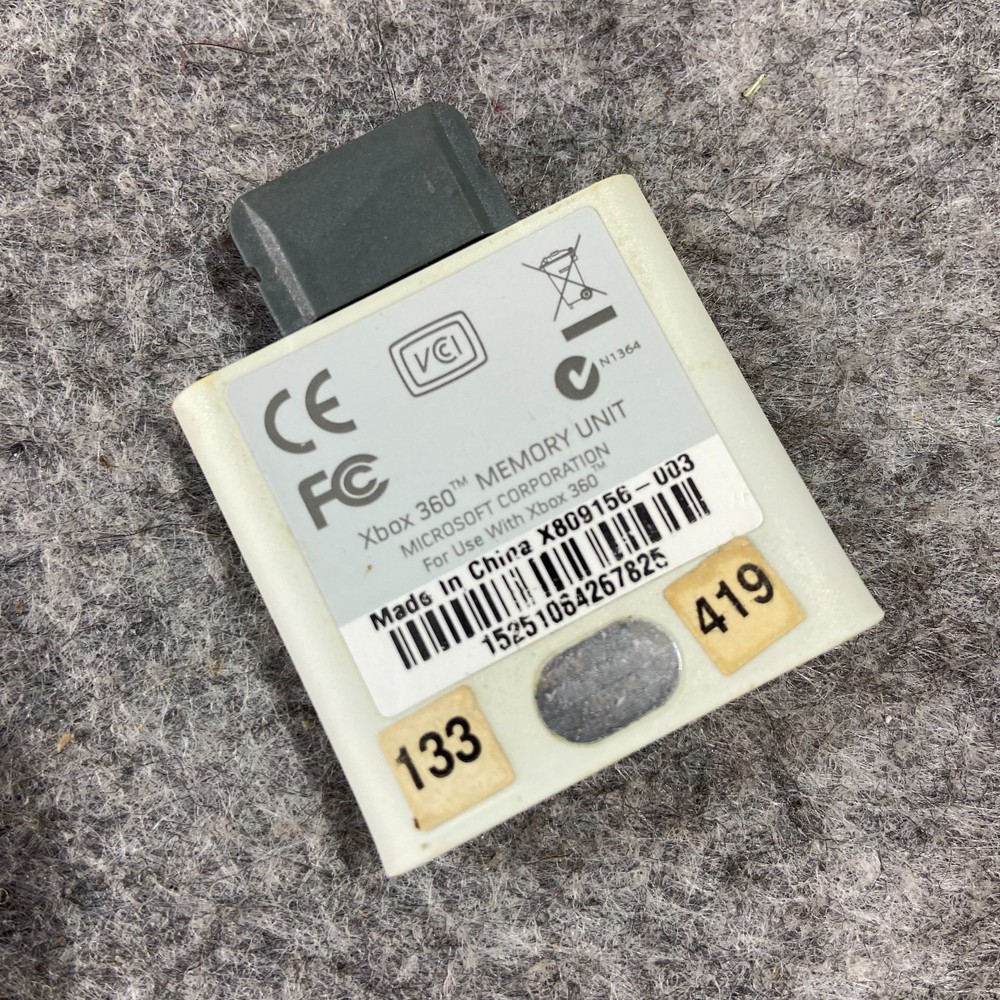 CE
VCCI
FC
N1364
Xbox 360™ MEMORY UNIT
MICROSOFT CORPORATION
For Use With Xbox 360™
Made in China X809156-003
15251064267825
133
419